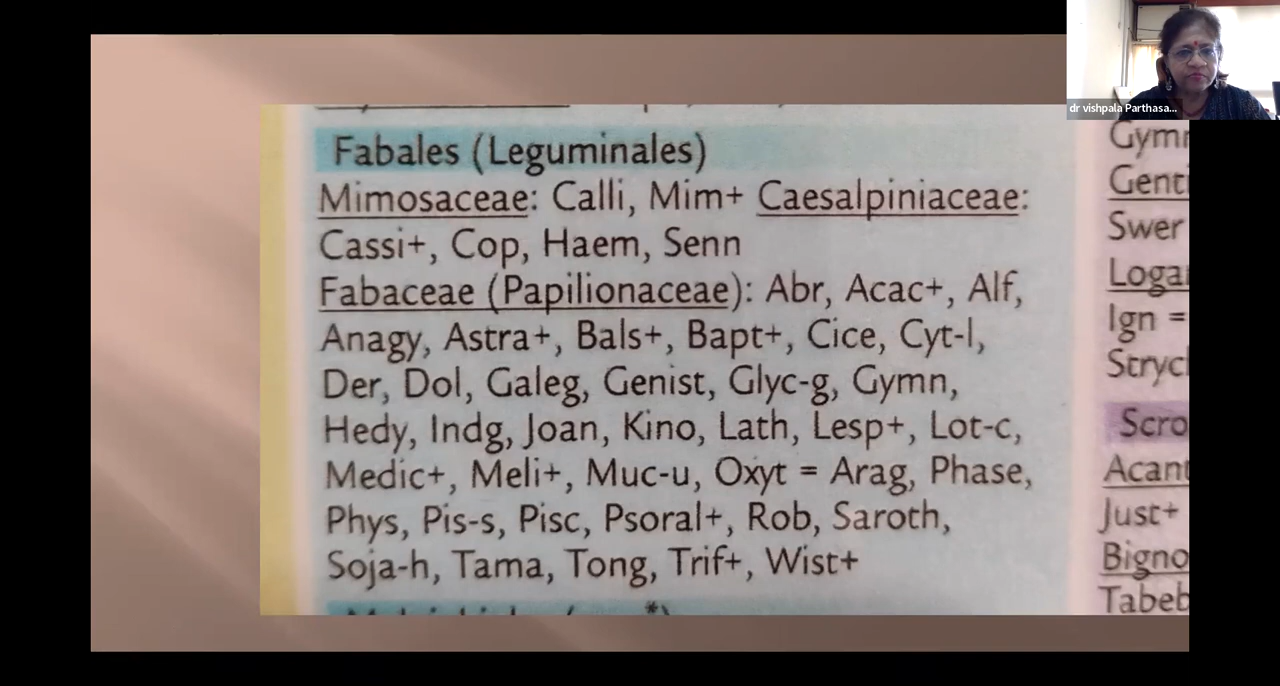 dr vishpala Parthasa...
Fabales (Leguminales)
Mimosaceae: Calli, Mim+ Caesalpiniaceae:
Cassi+, Cop, Haem, Senn
Fabaceae (Papilionaceae): Abr, Acac+, Alf,
Anagy, Astra+, Bals+, Bapt+, Cice, Cyt-l,
Der, Dol, Galeg, Genist, Glyc-g, Gymn,
Hedy, Indg, Joan, Kino, Lath, Lesp+, Lot-c,
Medic+, Meli+, Muc-u, Oxyt = Arag, Phase,
Phys, Pis-s, Pisc, Psoral+, Rob, Saroth,
Soja-h, Tama, Tong, Trif+, Wist+
Gym
Genti
Swer
Loga
Ign =
Stryc
Scro
Acant
Just+
Bigno
Tabeb